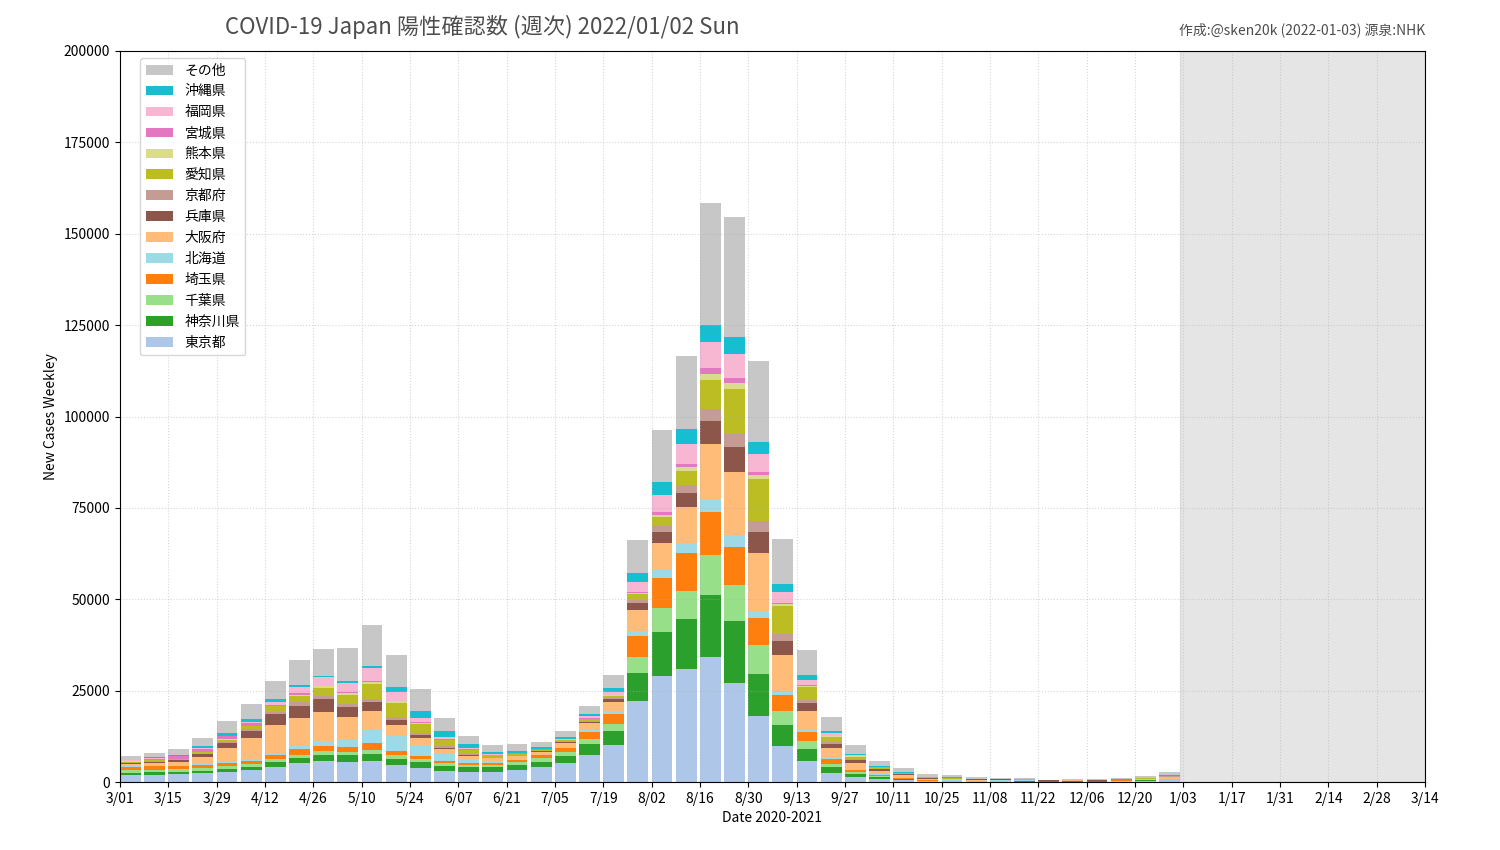 COVID-19 Japan 陽性確認数 (週次) 2022/01/02 Sun
作成:@sken20k (2022-01-03) 源泉:NHK
200000
175000
150000
125000
100000
75000
50000
25000
0
New Cases Weekley
その他
沖縄県
福岡県
宮城県
熊本県
愛知県
京都府
兵庫県
大阪府
北海道
埼玉県
千葉県
神奈川県
東京都
3/01 3/15 3/29 4/12 4/26 5/10 5/24 6/07 6/21 7/05 7/19 8/02 8/16 8/30 9/13 9/27 10/11 10/25 11/08 11/22 12/06 12/20 1/03 1/17 1/31 2/14 2/28 3/14
Date 2020-2021